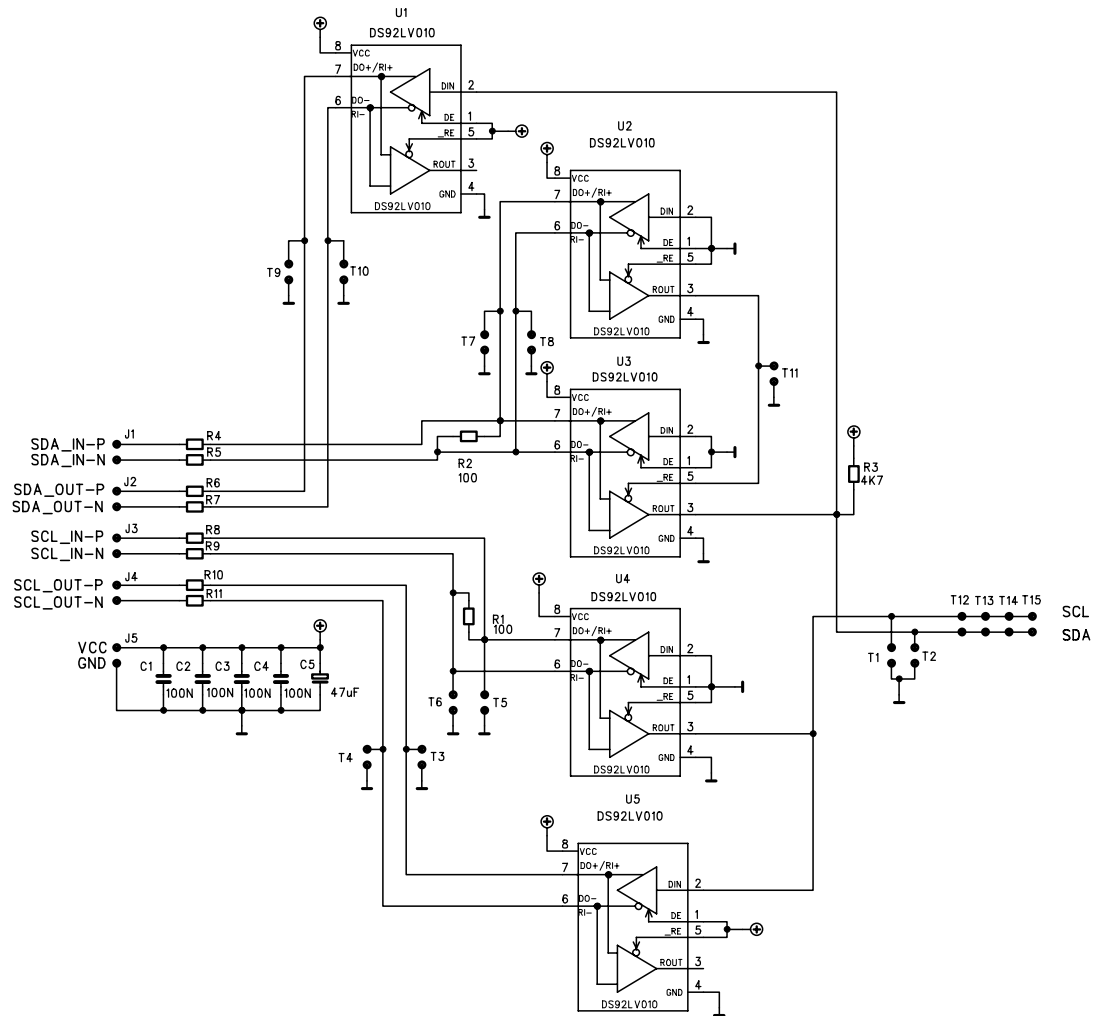 U1
DS92LV010
8 VCC
7 DO+/RI+
DIN 2
6 DO-
RI-
DE 1
_RE 5
ROUT 3
GND 4
DS92LV010
U2
DS92LV010
8 VCC
7 DO+/RI+
DIN 2
6 DO-
RI-
DE 1
_RE 5
ROUT 3
GND 4
DS92LV010
T9
T10
T7
T8
T11
U3
DS92LV010
8 VCC
7 DO+/RI+
DIN 2
6 DO-
RI-
DE 1
_RE 5
ROUT 3
GND 4
DS92LV010
SDA_IN-P J1 R4
SDA_IN-N R5
R2
100
R3
4K7
SDA_OUT-P J2 R6
SDA_OUT-N R7
SCL_IN-P J3 R8
SCL_IN-N R9
SCL_OUT-P J4 R10
SCL_OUT-N R11
U4
DS92LV010
8 VCC
7 DO+/RI+
DIN 2
6 DO-
RI-
DE 1
_RE 5
ROUT 3
GND 4
DS92LV010
R1
100
T12 T13 T14 T15
SCL
SDA
T1 T2
VCC J5
GND
C1 C2 C3 C4 C5
100N 100N 100N 100N 47uF
T6 T5
T4 T3
U5
DS92LV010
8 VCC
7 DO+/RI+
DIN 2
6 DO-
RI-
DE 1
_RE 5
ROUT 3
GND 4
DS92LV010